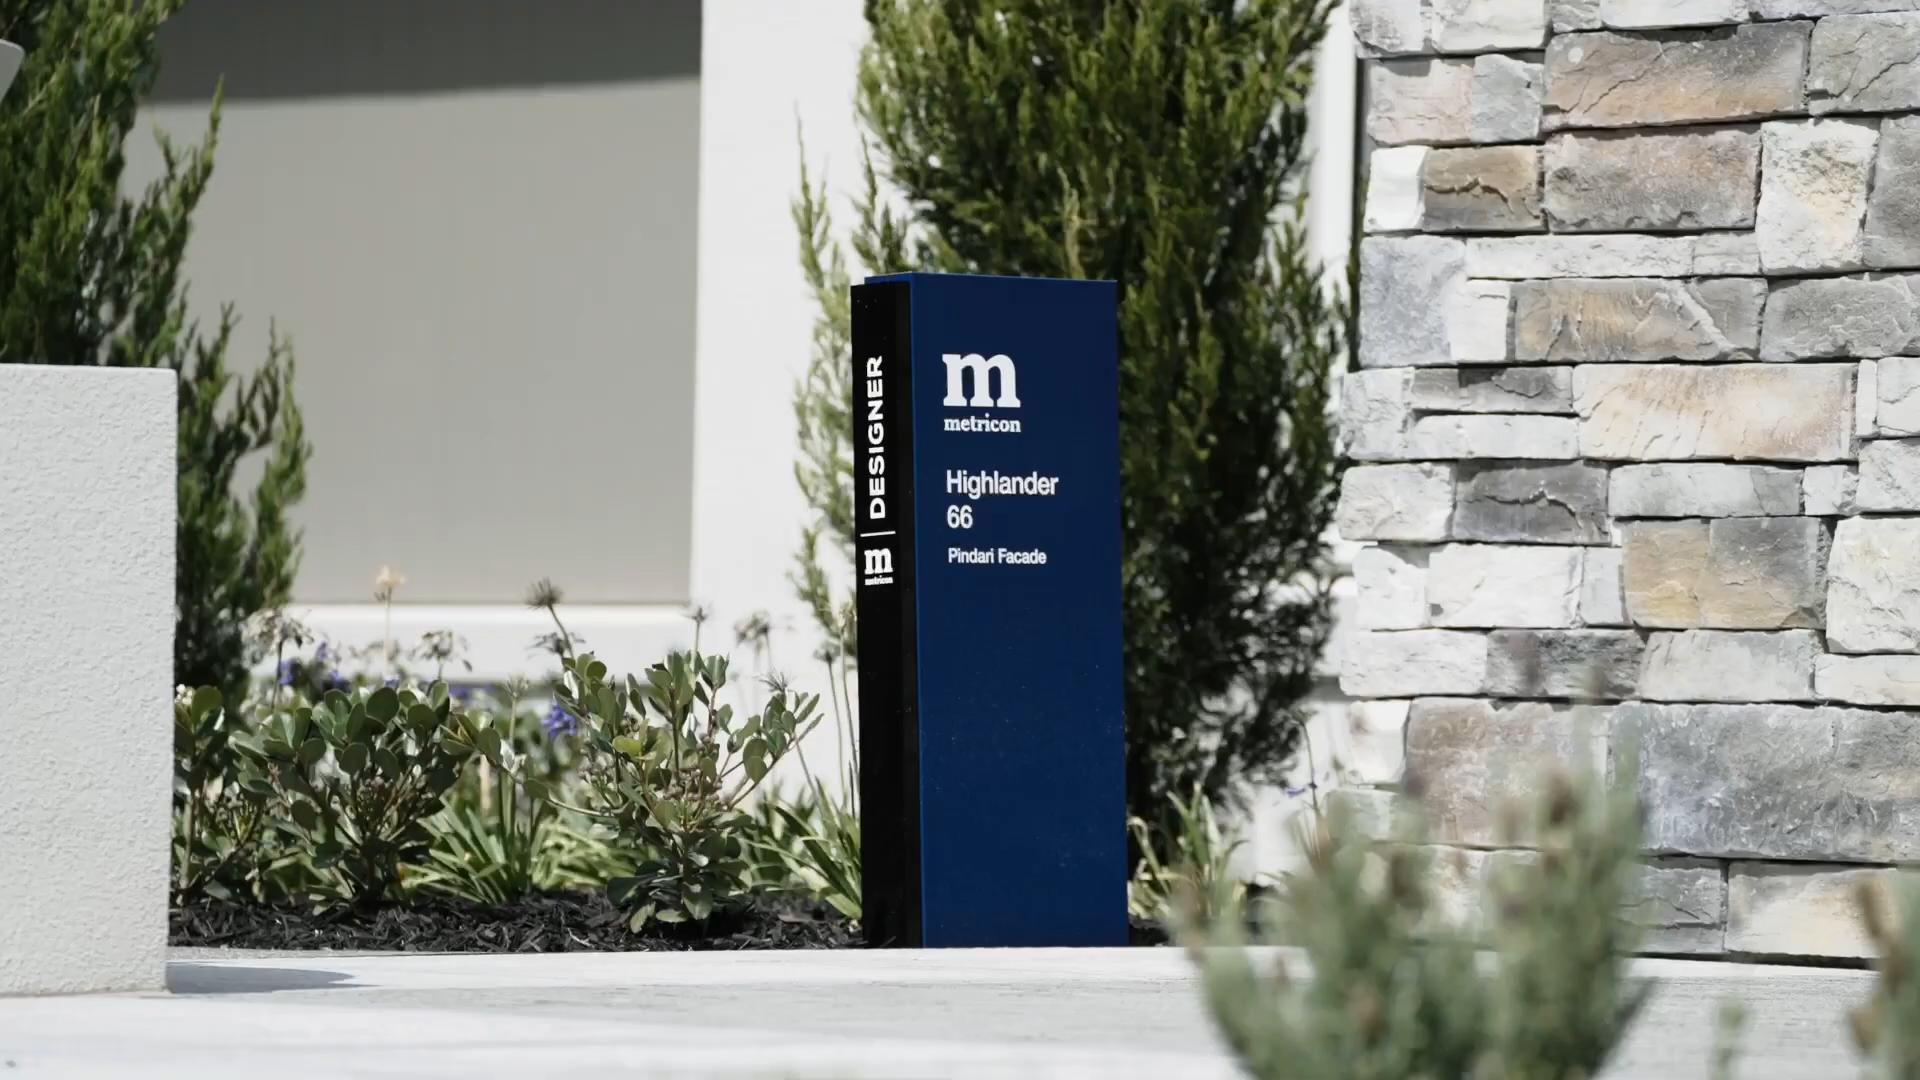 m
metricon
Highlander
66
Pindari Facade
m | DESIGNER
metricon